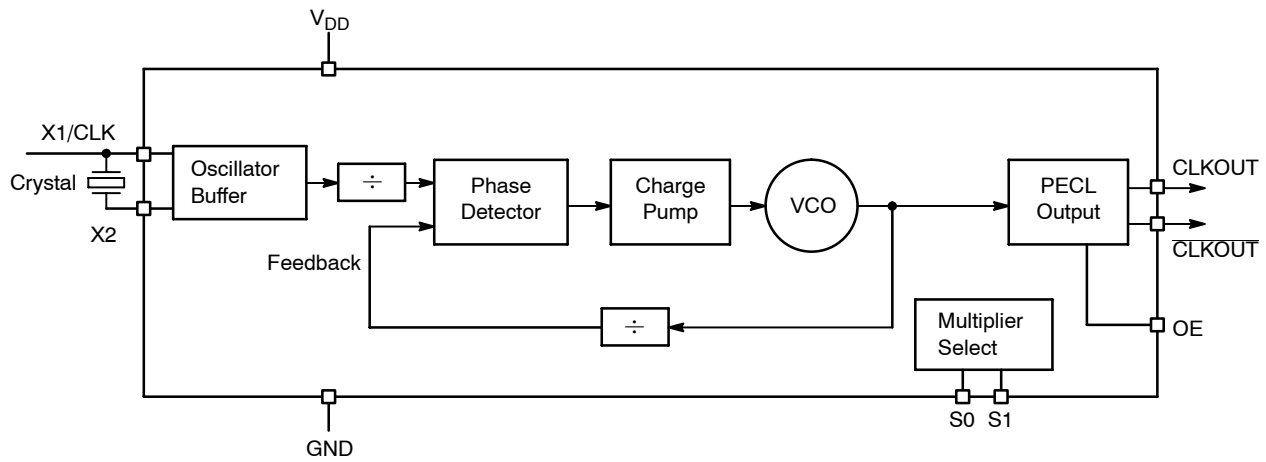 VDD
X1/CLK
Crystal
X2
Oscillator
Buffer
÷
Phase
Detector
Charge
Pump
VCO
PECL
Output
CLKOUT
CLKOUT
Feedback
÷
Multiplier
Select
OE
S0 S1
GND